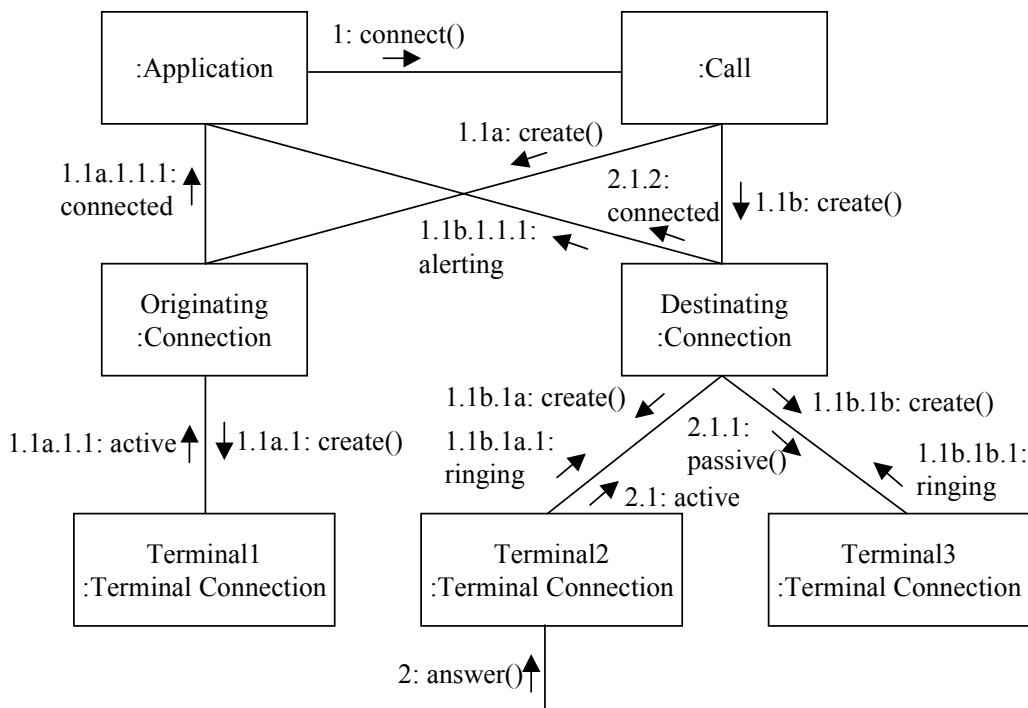 1: connect()
:Application
:Call
1.1a: create()
1.1a.1.1.1:
connected
2.1.2:
connected
1.1b: create()
1.1b.1.1.1:
alerting
Originating
:Connection
Destinating
:Connection
1.1b.1a: create()
1.1b.1b: create()
1.1a.1.1: active
1.1a.1: create()
1.1b.1a.1:
ringing
2.1.1:
passive()
1.1b.1b.1:
ringing
2.1: active
Terminal1
:Terminal Connection
Terminal2
:Terminal Connection
Terminal3
:Terminal Connection
2: answer()